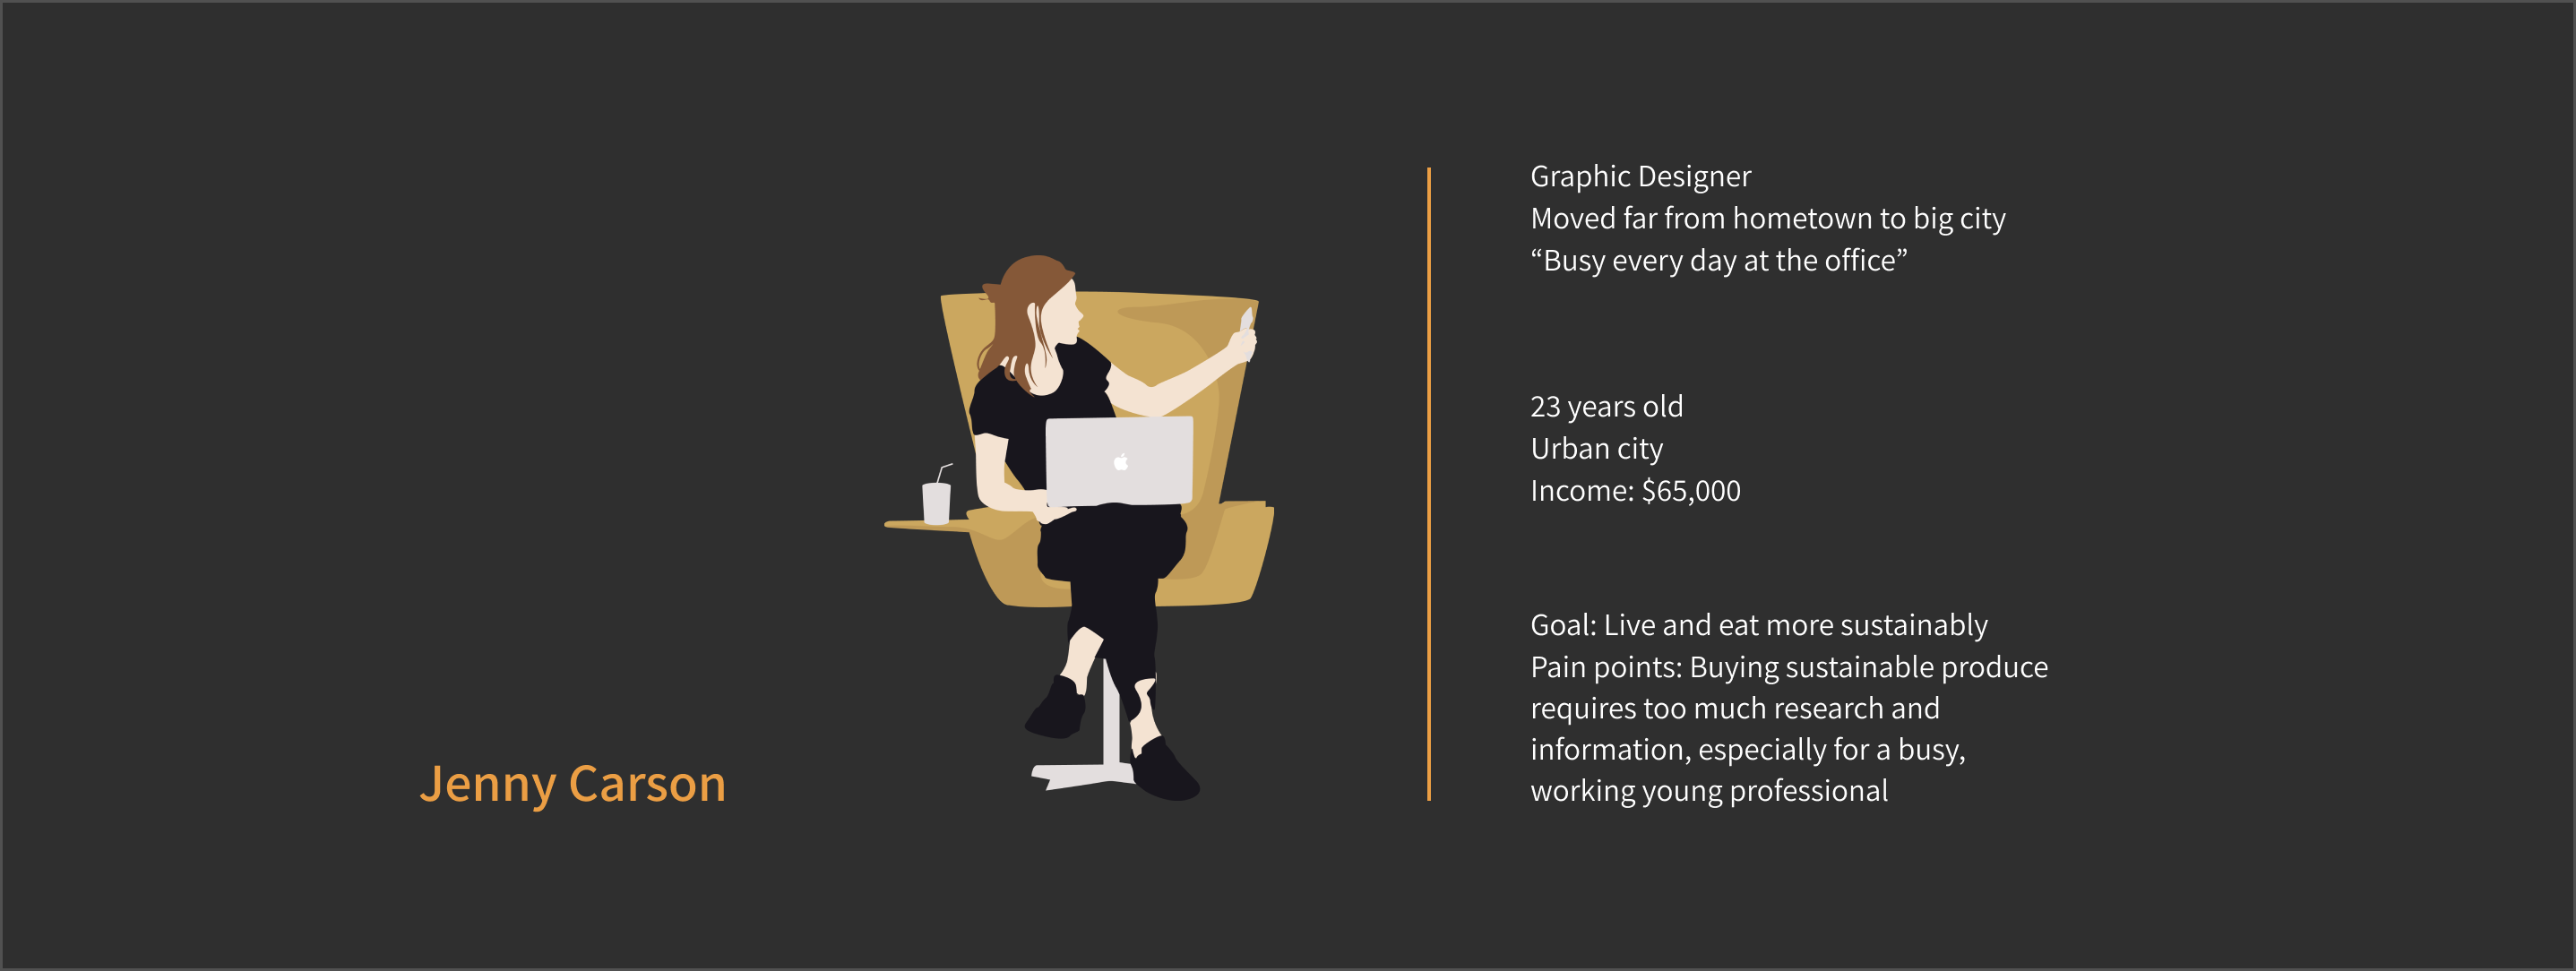 Jenny Carson
Graphic Designer
Moved far from hometown to big city
“Busy every day at the office”
23 years old
Urban city
Income: $65,000
Goal: Live and eat more sustainably
Pain points: Buying sustainable produce
requires too much research and
information, especially for a busy,
working young professional